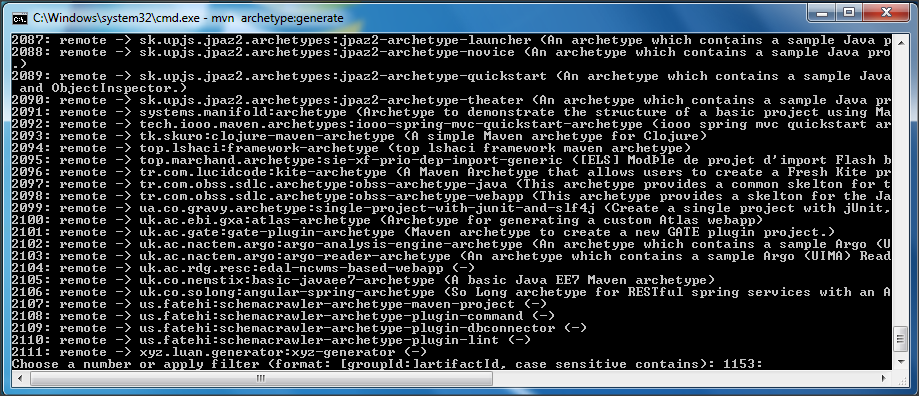 C:\Windows\system32\cmd.exe - mvn  archetype:generate
2087: remote -> sk.upjs.jpaz2.archetypes:jpaz2-archetype-launcher (An archetype which contains a sample Java p
2088: remote -> sk.upjs.jpaz2.archetypes:jpaz2-archetype-novice (An archetype which contains a sample Java pro
.)
2089: remote -> sk.upjs.jpaz2.archetypes:jpaz2-archetype-quickstart (An archetype which contains a sample Java
 and ObjectInspector.)
2090: remote -> sk.upjs.jpaz2.archetypes:jpaz2-archetype-theater (An archetype which contains a sample Java pr
2091: remote -> systems.manifold:archetype (Archetype to demonstrate the structure of a basic project using Ma
2092: remote -> tech.iooo.maven.archetypes:iooo-spring-mvc-quickstart-archetype (iooo spring mvc quickstart ar
2093: remote -> tk.skuro:clojure-maven-archetype (A simple Maven archetype for Clojure)
2094: remote -> top.lshaci:framework-archetype (top lshaci framework maven archetype)
2095: remote -> top.marchand.archetype:sie-xf-prio-dep-import-generic ([ELS] ModÞle de projet d'import Flash b
2096: remote -> tr.com.lucidcode:kite-archetype (A Maven Archetype that allows users to create a Fresh Kite pr
2097: remote -> tr.com.obss.sdlc.archetype:obss-archetype-java (This archetype provides a common skelton for t
2098: remote -> tr.com.obss.sdlc.archetype:obss-archetype-webapp (This archetype provides a skelton for the Ja
2099: remote -> ua.co.gravy.archetype:single-project-with-junit-and-slf4j (Create a single project with jUnit,
2100: remote -> uk.ac.ebi.gxa:atlas-archetype (Archetype for generating a custom Atlas webapp)
2101: remote -> uk.ac.gate:gate-plugin-archetype (Maven archetype to create a new GATE plugin project.)
2102: remote -> uk.ac.nactem.argo:argo-analysis-engine-archetype (An archetype which contains a sample Argo (U
2103: remote -> uk.ac.nactem.argo:argo-reader-archetype (An archetype which contains a sample Argo (UIMA) Read
2104: remote -> uk.ac.rdg.resc:edal-ncwms-based-webapp (-)
2105: remote -> uk.co.nemstix:basic-javaee7-archetype (A basic Java EE7 Maven archetype)
2106: remote -> uk.co.solong:angular-spring-archetype (So Long archetype for RESTful spring services with an A
2107: remote -> us.fatehi:schemacrawler-archetype-maven-project (-)
2108: remote -> us.fatehi:schemacrawler-archetype-plugin-command (-)
2109: remote -> us.fatehi:schemacrawler-archetype-plugin-dbconnector (-)
2110: remote -> us.fatehi:schemacrawler-archetype-plugin-lint (-)
2111: remote -> xyz.luan.generator:xyz-generator (-)
Choose a number or apply filter (format: [groupId:]artifactId, case sensitive contains): 1153: